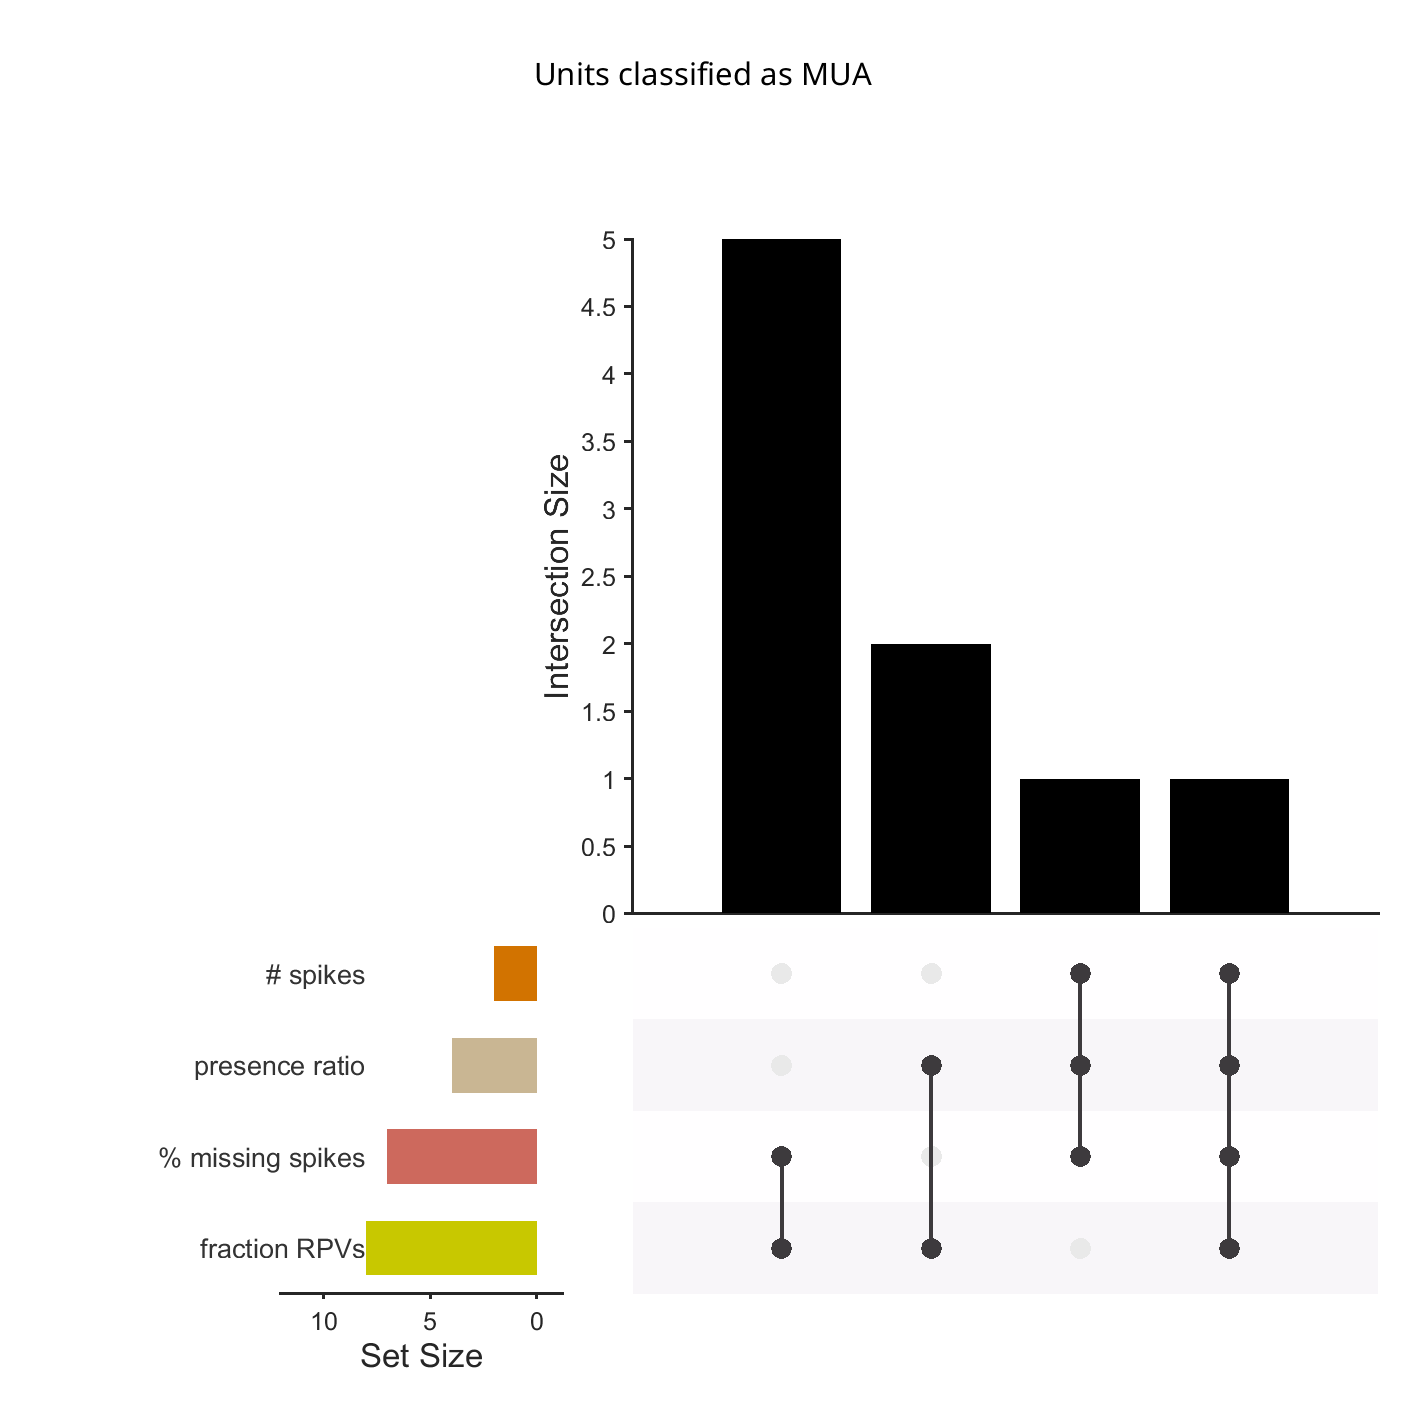 Units classified as MUA
5
4.5
4
3.5
3
2.5
2
1.5
1
0.5
0
Intersection Size
# spikes
presence ratio
% missing spikes
fraction RPVs
10 5 0
Set Size